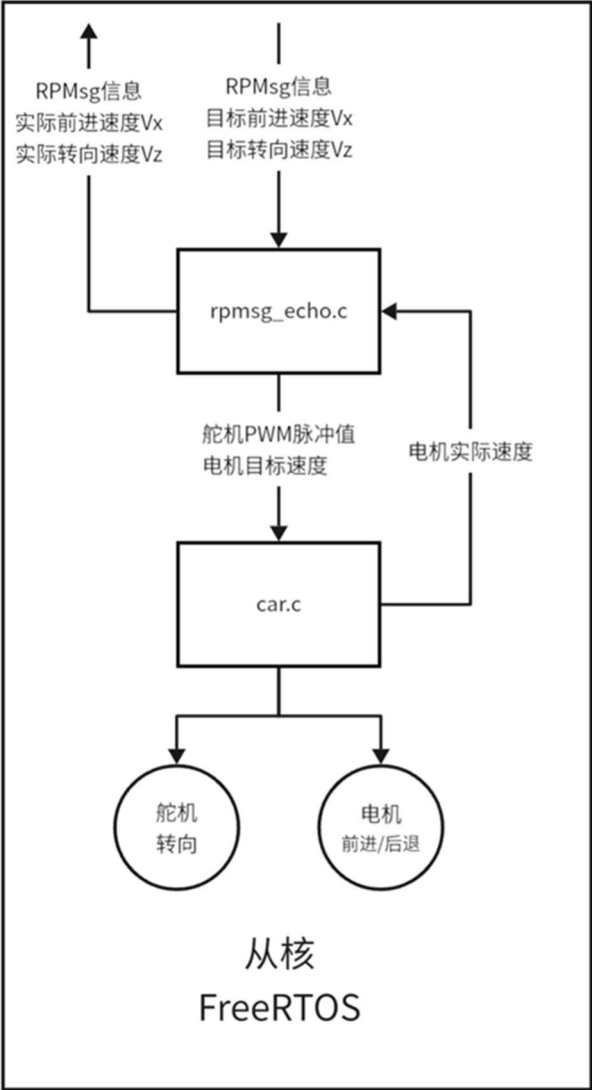 RPMsg信息
实际前进速度Vx
实际转向速度Vz
RPMsg信息
目标前进速度Vx
目标转向速度Vz
rpmsg_echo.c
舵机PWM脉冲值
电机目标速度
电机实际速度
car.c
舵机
转向
电机
前进/后退
从核
FreeRTOS